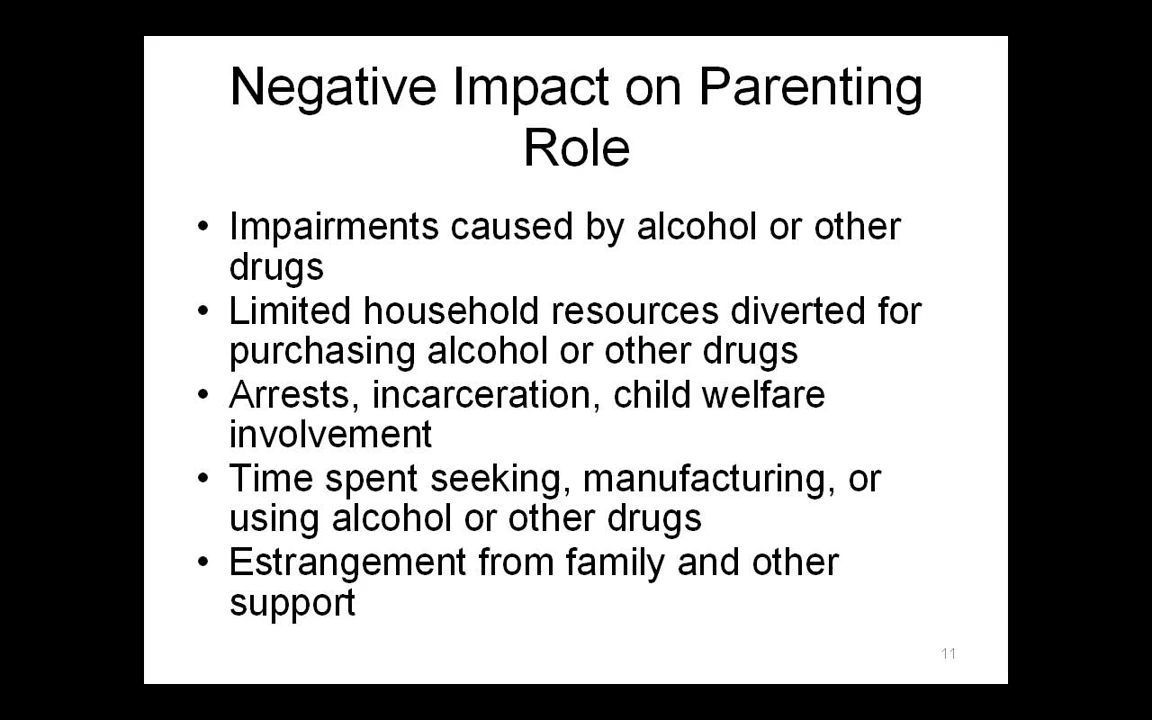 Negative Impact on Parenting
Role
• Impairments caused by alcohol or other
drugs
• Limited household resources diverted for
purchasing alcohol or other drugs
• Arrests, incarceration, child welfare
involvement
• Time spent seeking, manufacturing, or
using alcohol or other drugs
• Estrangement from family and other
support
11